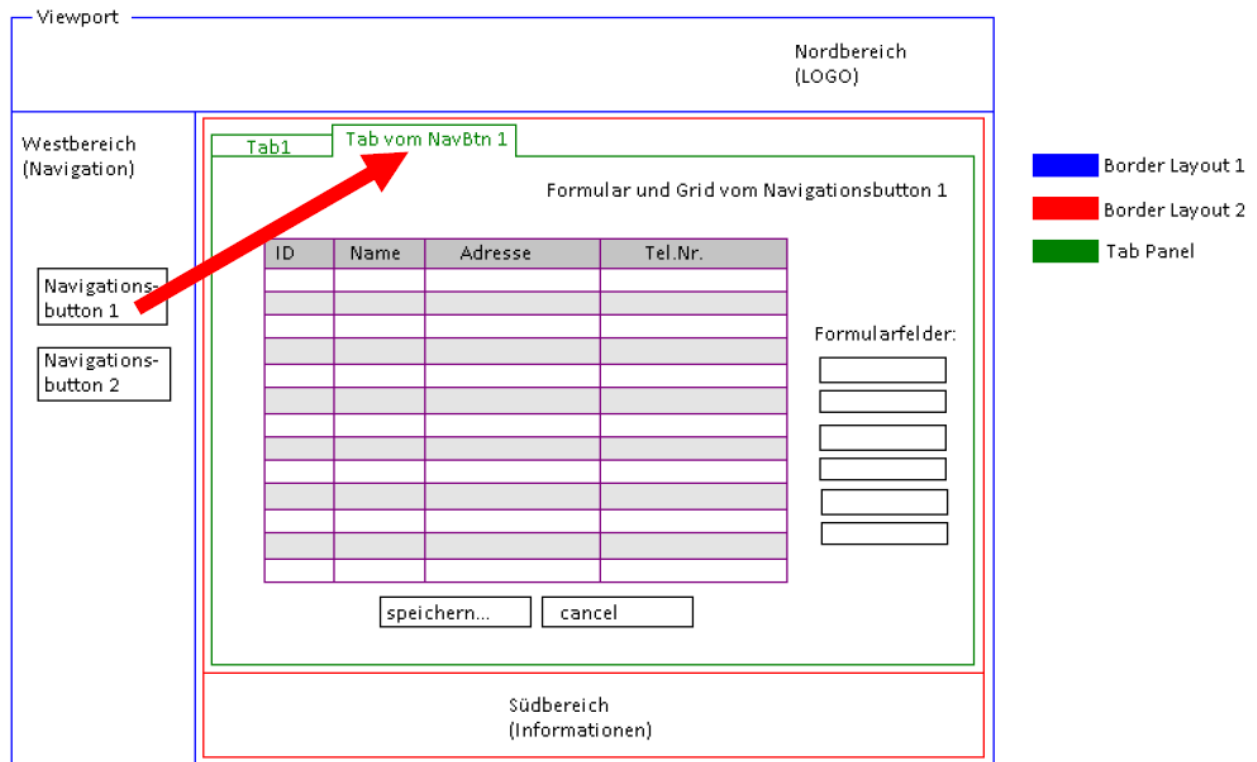 Viewport
Nordbereich
(LOGO)
Westbereich
(Navigation)
Tab1
Tab vom NavBtn 1
Formular und Grid vom Navigationsbutton 1
ID Name Adresse Tel.Nr.
Navigations-
button 1
Navigations-
button 2
Formularfelder:
speichern... cancel
Südbereich
(Informationen)
Border Layout 1
Border Layout 2
Tab Panel